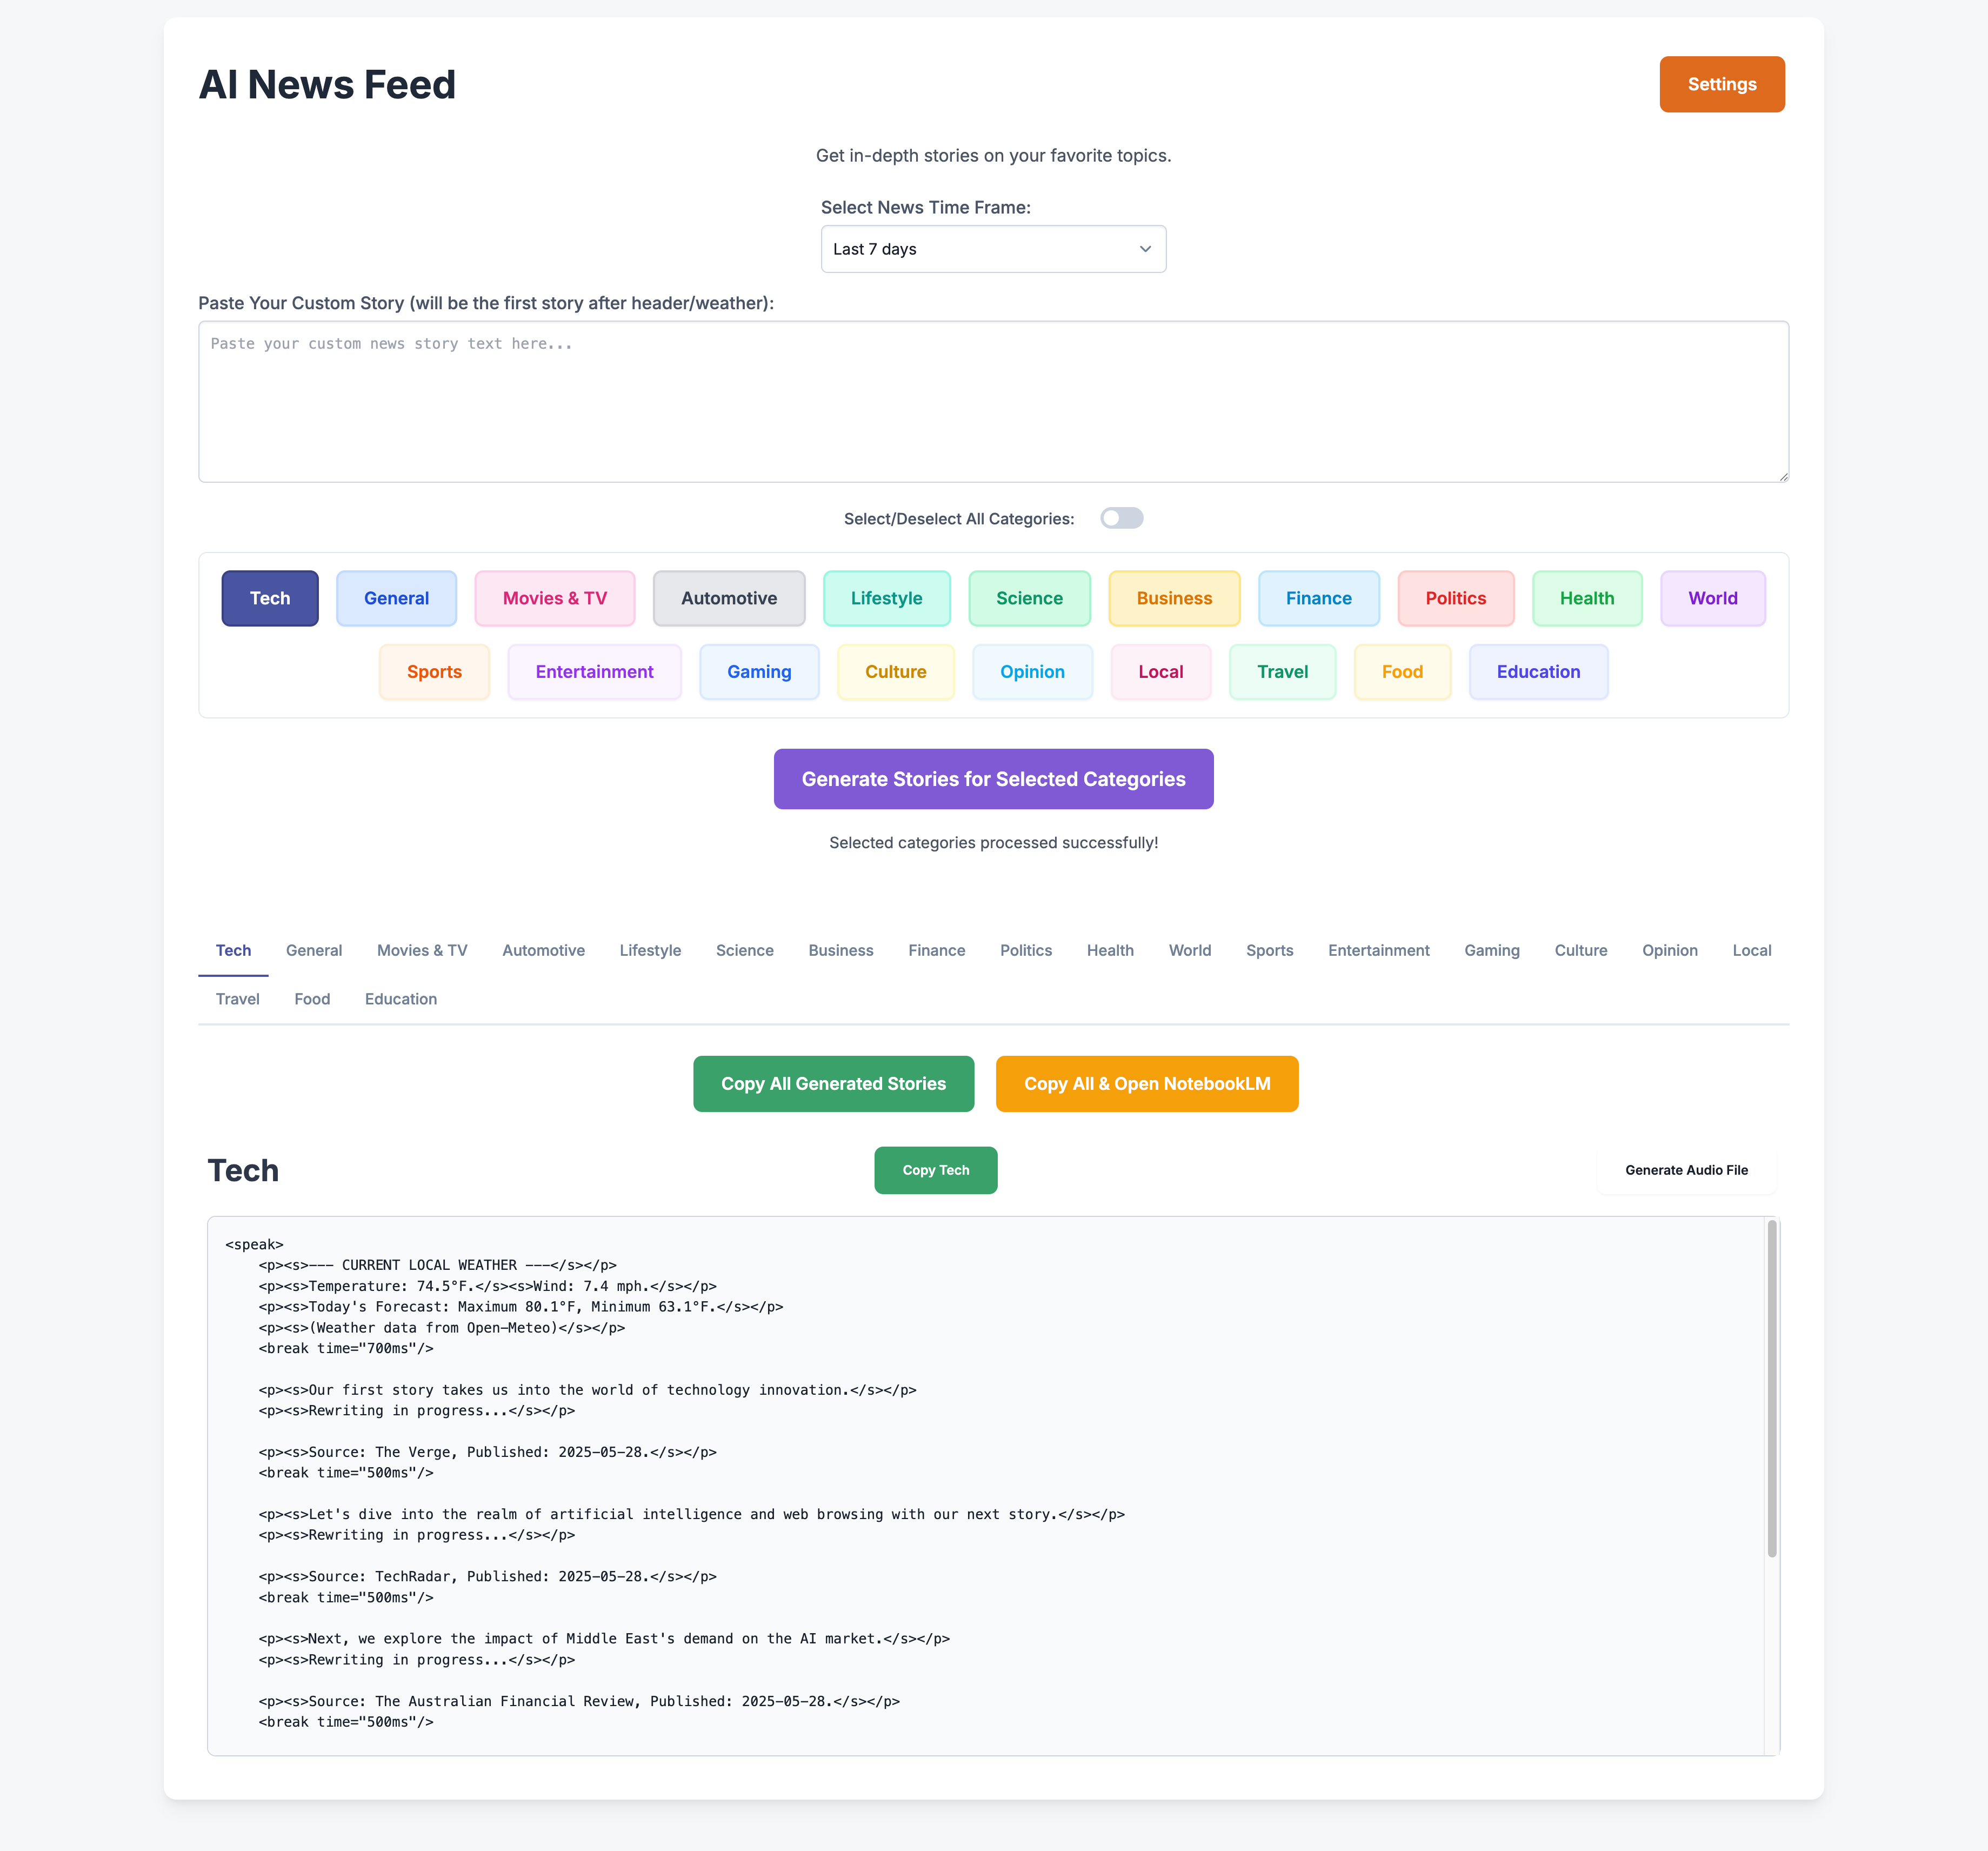 AI News Feed
Settings
Get in-depth stories on your favorite topics.
Select News Time Frame:
Last 7 days
Paste Your Custom Story (will be the first story after header/weather):
Paste your custom news story text here...
Select/Deselect All Categories:
Tech General Movies & TV Automotive Lifestyle Science Business Finance Politics Health World
Sports Entertainment Gaming Culture Opinion Local Travel Food Education
Generate Stories for Selected Categories
Selected categories processed successfully!
Tech General Movies & TV Automotive Lifestyle Science Business Finance Politics Health World Sports Entertainment Gaming Culture Opinion Local
Travel Food Education
Copy All Generated Stories Copy All & Open NotebookLM
Tech Copy Tech Generate Audio File
<speak>
<p><s>--- CURRENT LOCAL WEATHER ---</s></p>
<p><s>Temperature: 74.5°F.</s><s>Wind: 7.4 mph.</s></p>
<p><s>Today's Forecast: Maximum 80.1°F, Minimum 63.1°F.</s></p>
<p><s>(Weather data from Open-Meteo)</s></p>
<break time="700ms"/>
<p><s>Our first story takes us into the world of technology innovation.</s></p>
<p><s>Rewriting in progress...</s></p>
<p><s>Source: The Verge, Published: 2025-05-28.</s></p>
<break time="500ms"/>
<p><s>Let's dive into the realm of artificial intelligence and web browsing with our next story.</s></p>
<p><s>Rewriting in progress...</s></p>
<p><s>Source: TechRadar, Published: 2025-05-28.</s></p>
<break time="500ms"/>
<p><s>Next, we explore the impact of Middle East's demand on the AI market.</s></p>
<p><s>Rewriting in progress...</s></p>
<p><s>Source: The Australian Financial Review, Published: 2025-05-28.</s></p>
<break time="500ms"/>